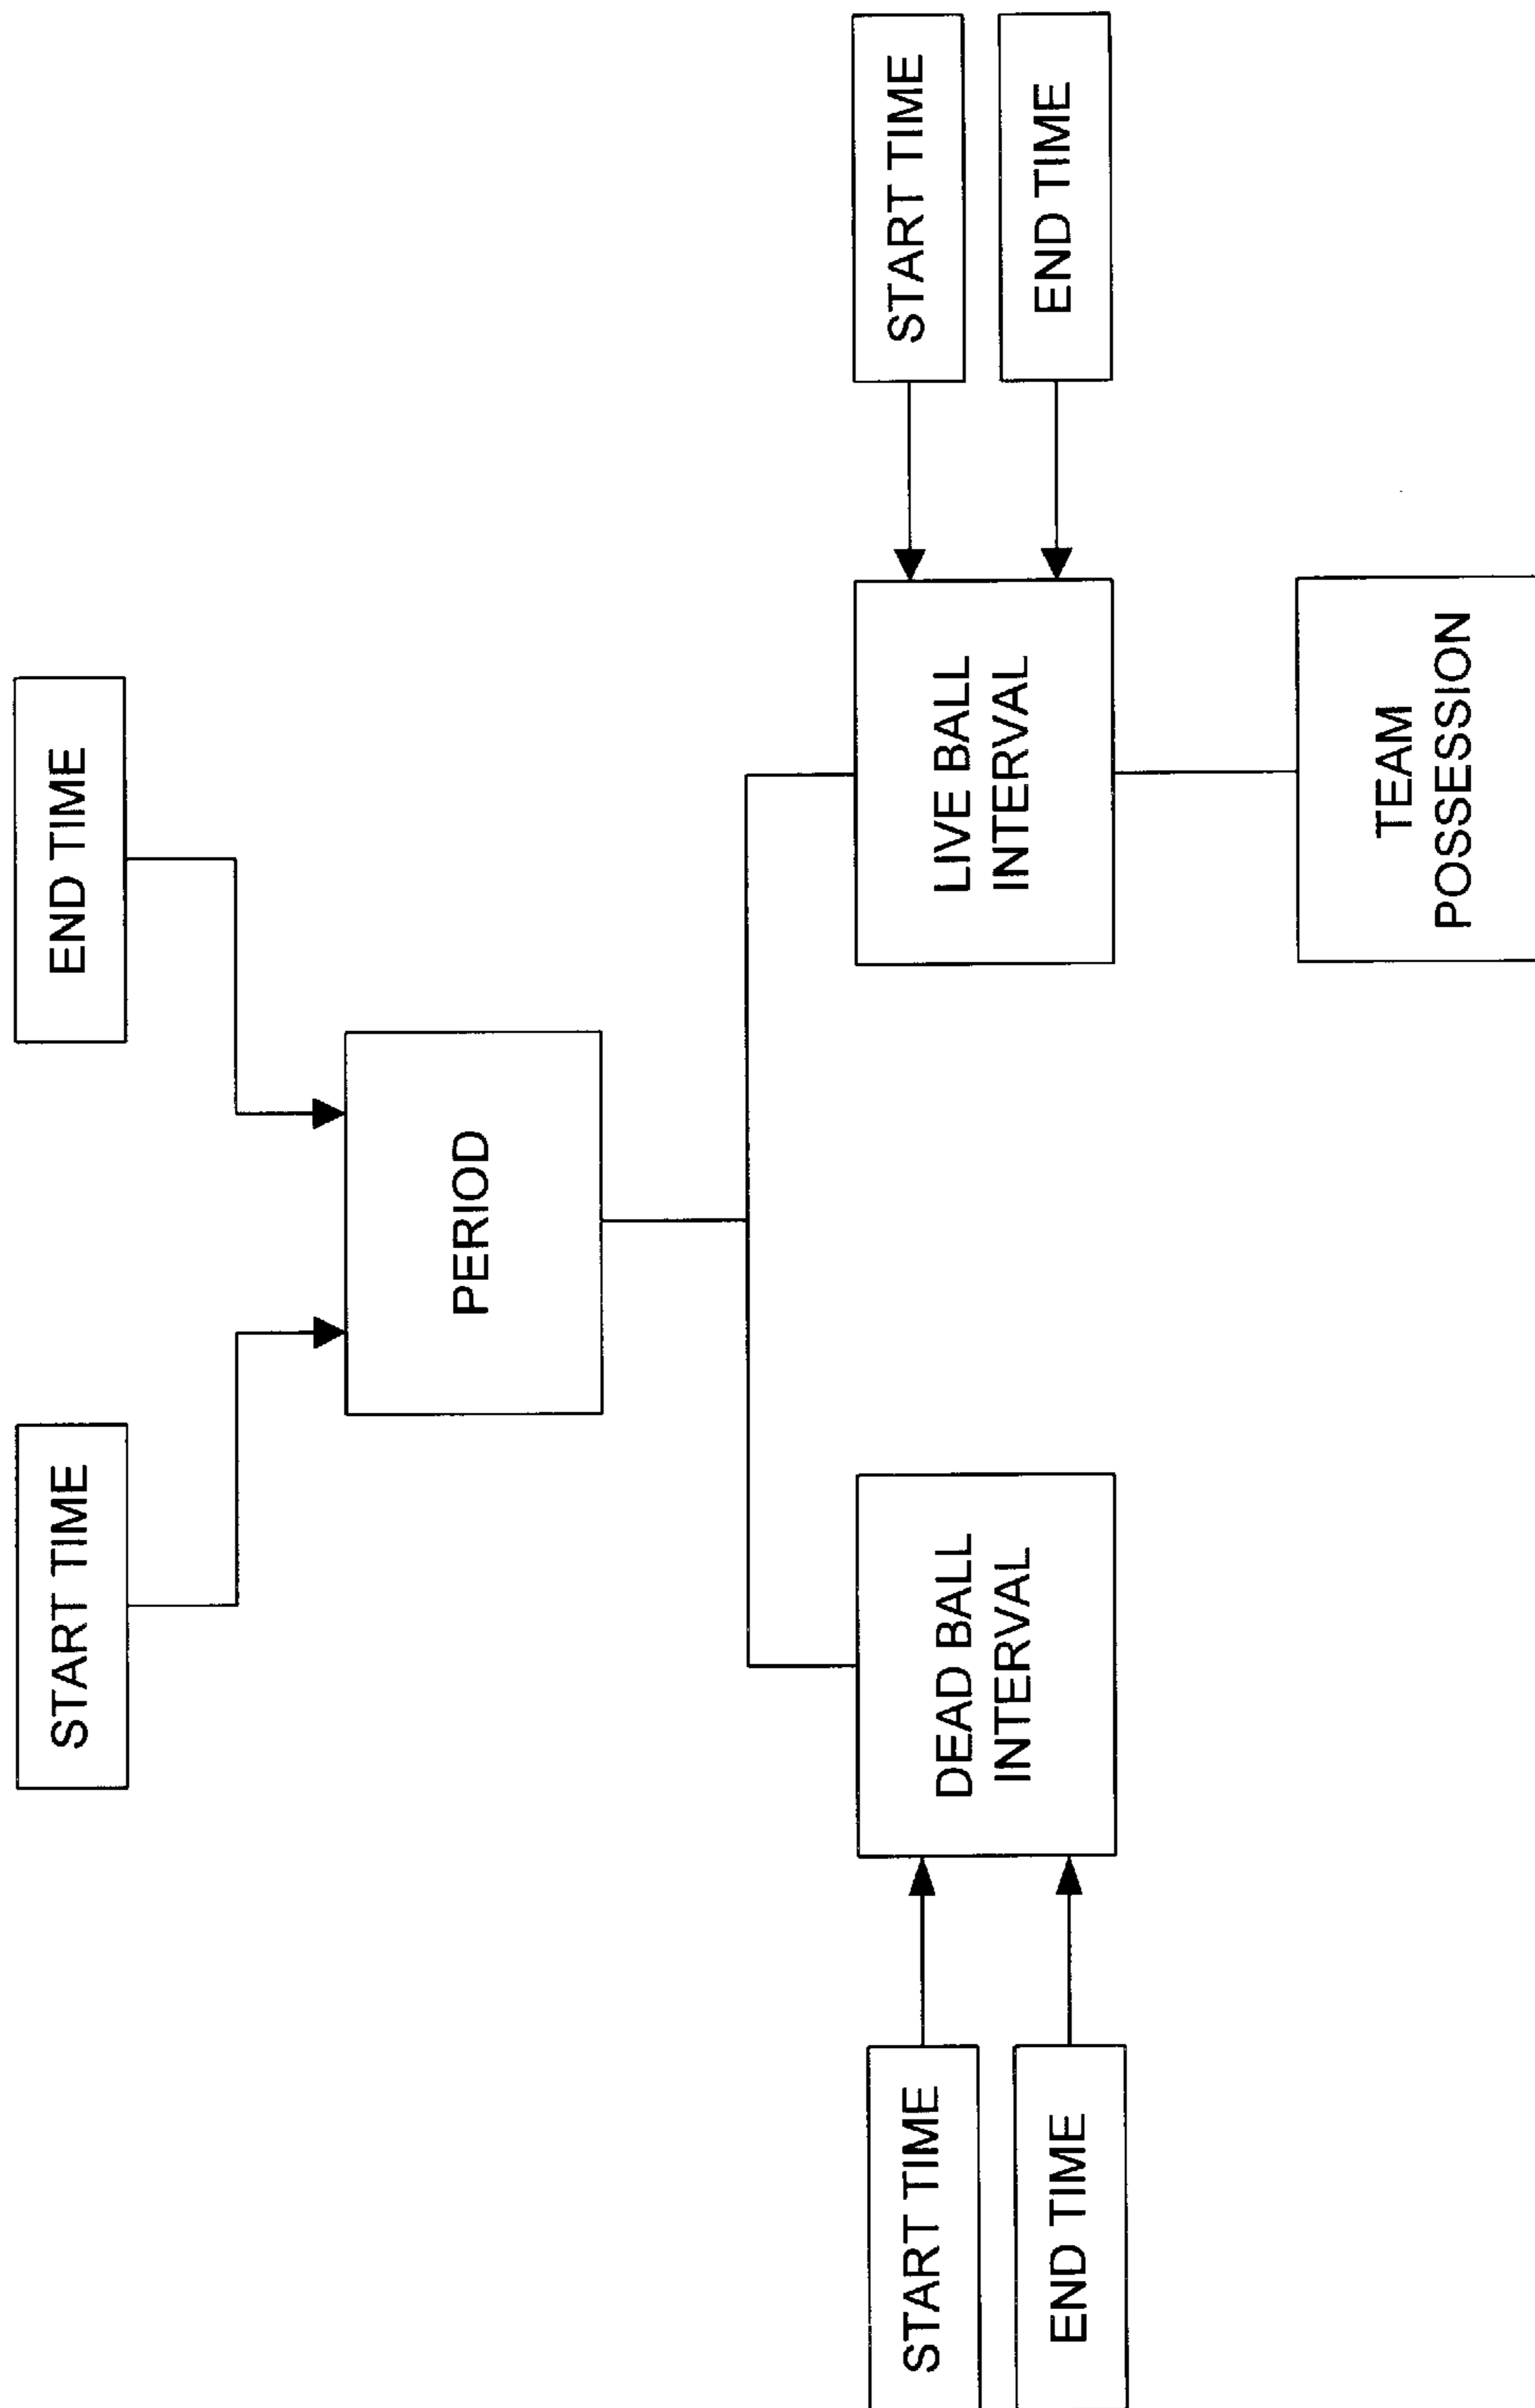 START TIME
END TIME
PERIOD
DEAD BALL
INTERVAL
LIVE BALL
INTERVAL
START TIME
END TIME
START TIME
END TIME
TEAM
POSSESSION